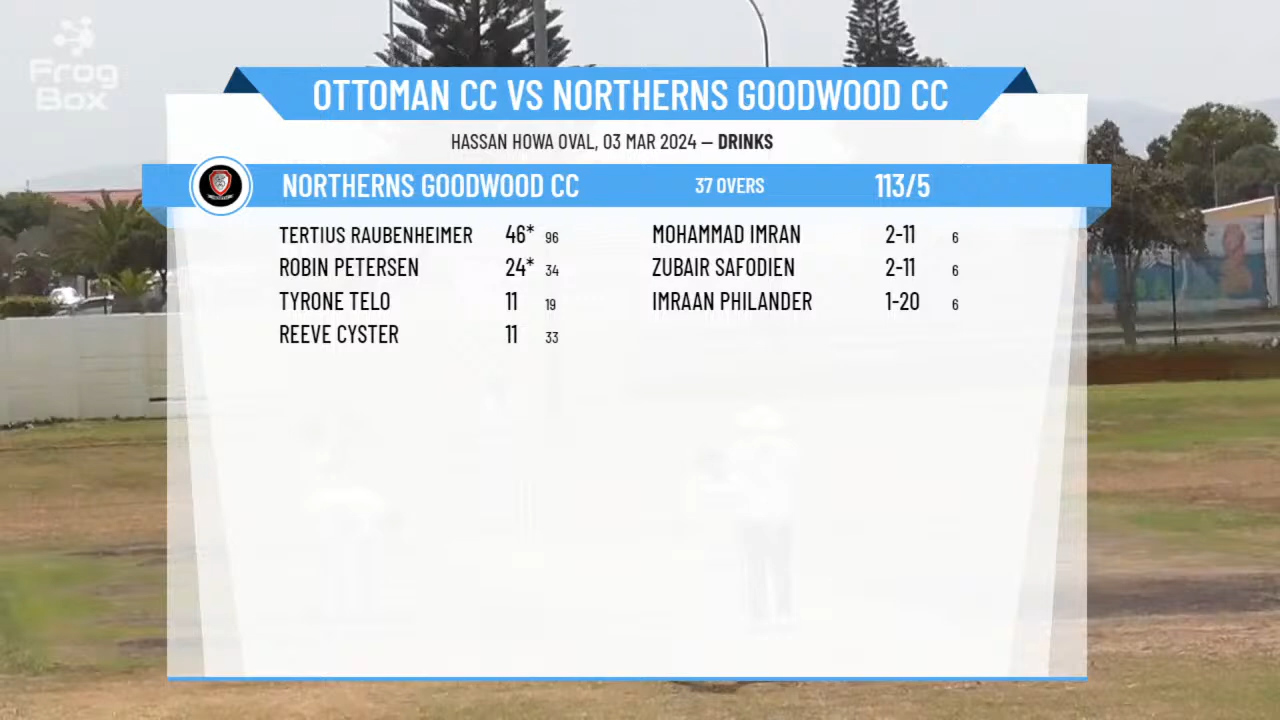 Frog
Box
OTTOMAN CC VS NORTHERNS GOODWOOD CC
HASSAN HOWA OVAL, 03 MAR 2024 – DRINKS
NORTHERNS GOODWOOD CC 37 OVERS 113/5
TERTIUS RAUBENHEIMER 46* 96 MOHAMMAD IMRAN 2-11 6
ROBIN PETERSEN 24* 34 ZUBAIR SAFODIEN 2-11 6
TYRONE TELO 11 19 IMRAAN PHILANDER 1-20 6
REEVE CYSTER 11 33